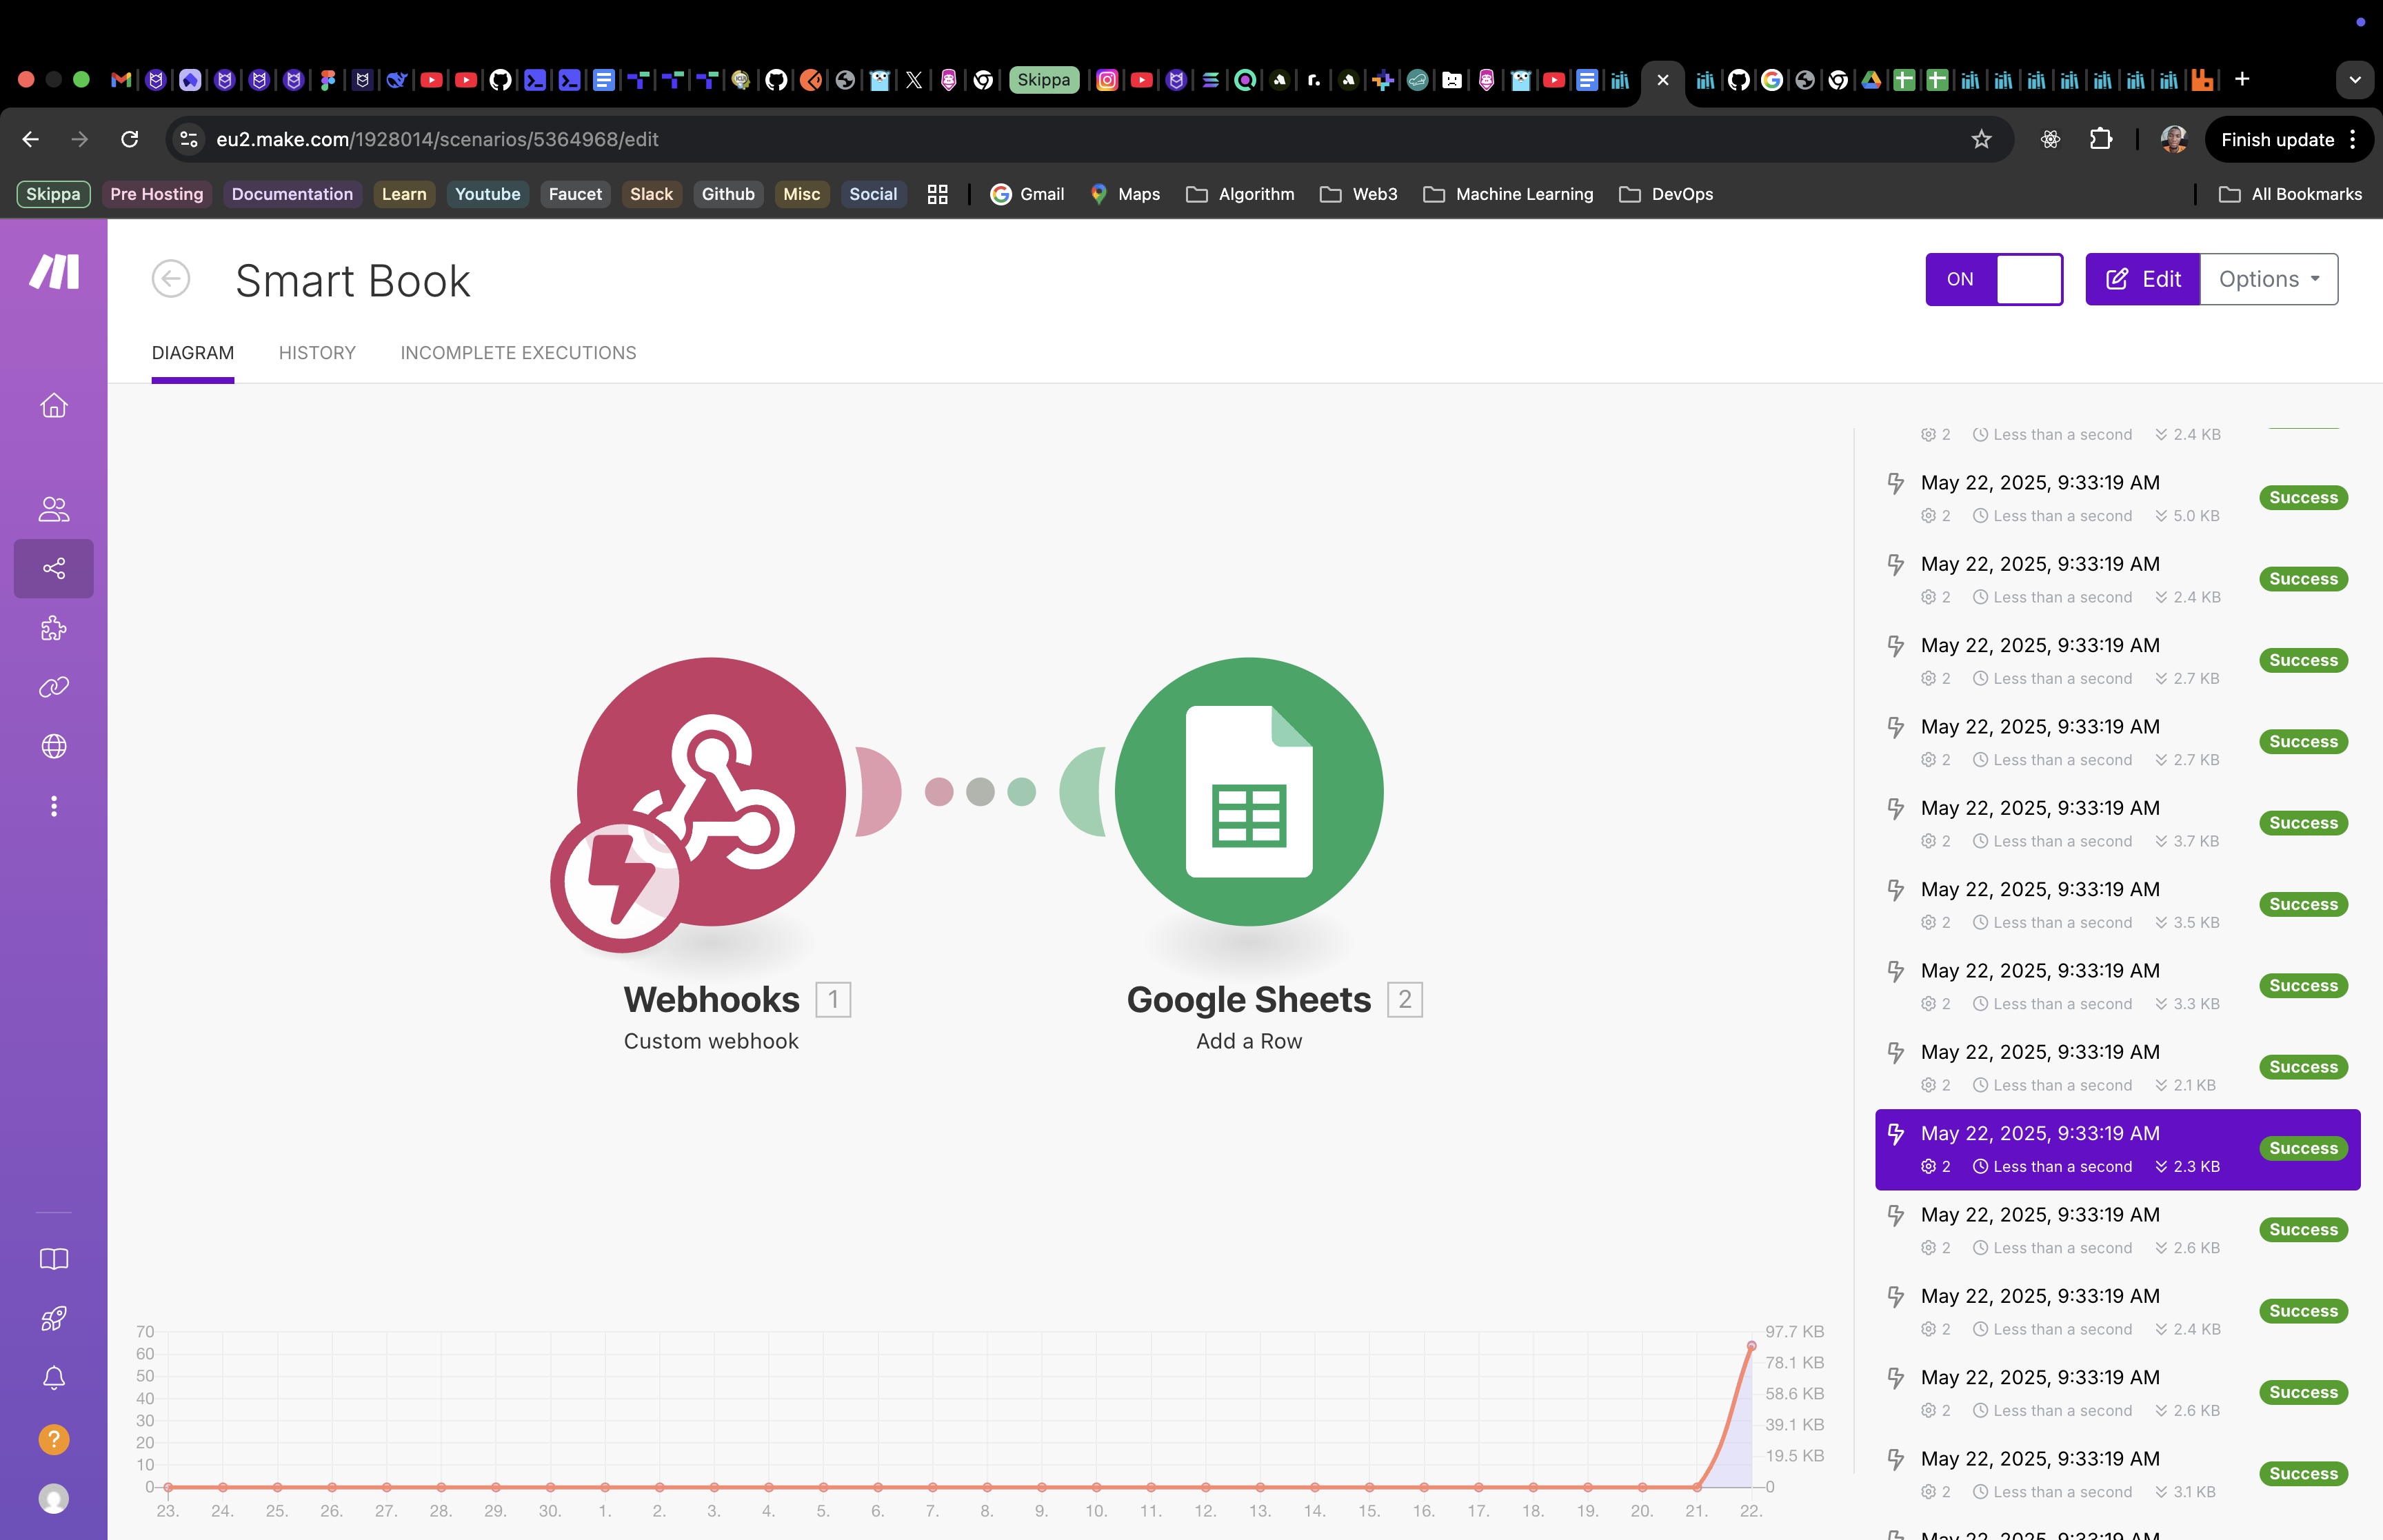 Skippa
eu2.make.com/1928014/scenarios/5364968/edit
Finish update
Skippa Pre Hosting Documentation Learn Youtube Faucet Slack Github Misc Social Gmail Maps Algorithm Web3 Machine Learning DevOps All Bookmarks
Smart Book
ON
Edit
Options
DIAGRAM HISTORY INCOMPLETE EXECUTIONS
Webhooks 1
Custom webhook
Google Sheets 2
Add a Row
2 Less than a second 2.4 KB
May 22, 2025, 9:33:19 AM
Success
2 Less than a second 5.0 KB
May 22, 2025, 9:33:19 AM
Success
2 Less than a second 2.4 KB
May 22, 2025, 9:33:19 AM
Success
2 Less than a second 2.7 KB
May 22, 2025, 9:33:19 AM
Success
2 Less than a second 2.7 KB
May 22, 2025, 9:33:19 AM
Success
2 Less than a second 3.7 KB
May 22, 2025, 9:33:19 AM
Success
2 Less than a second 3.5 KB
May 22, 2025, 9:33:19 AM
Success
2 Less than a second 3.3 KB
May 22, 2025, 9:33:19 AM
Success
2 Less than a second 2.1 KB
May 22, 2025, 9:33:19 AM
Success
2 Less than a second 2.3 KB
May 22, 2025, 9:33:19 AM
Success
2 Less than a second 2.6 KB
May 22, 2025, 9:33:19 AM
Success
2 Less than a second 2.4 KB
May 22, 2025, 9:33:19 AM
Success
2 Less than a second 2.6 KB
May 22, 2025, 9:33:19 AM
Success
2 Less than a second 3.1 KB
70 97.7 KB
60 78.1 KB
50 58.6 KB
40
30 39.1 KB
20 19.5 KB
10
0 0
23. 24. 25. 26. 27. 28. 29. 30. 1. 2. 3. 4. 5. 6. 7. 8. 9. 10. 11. 12. 13. 14. 15. 16. 17. 18. 19. 20. 21. 22.